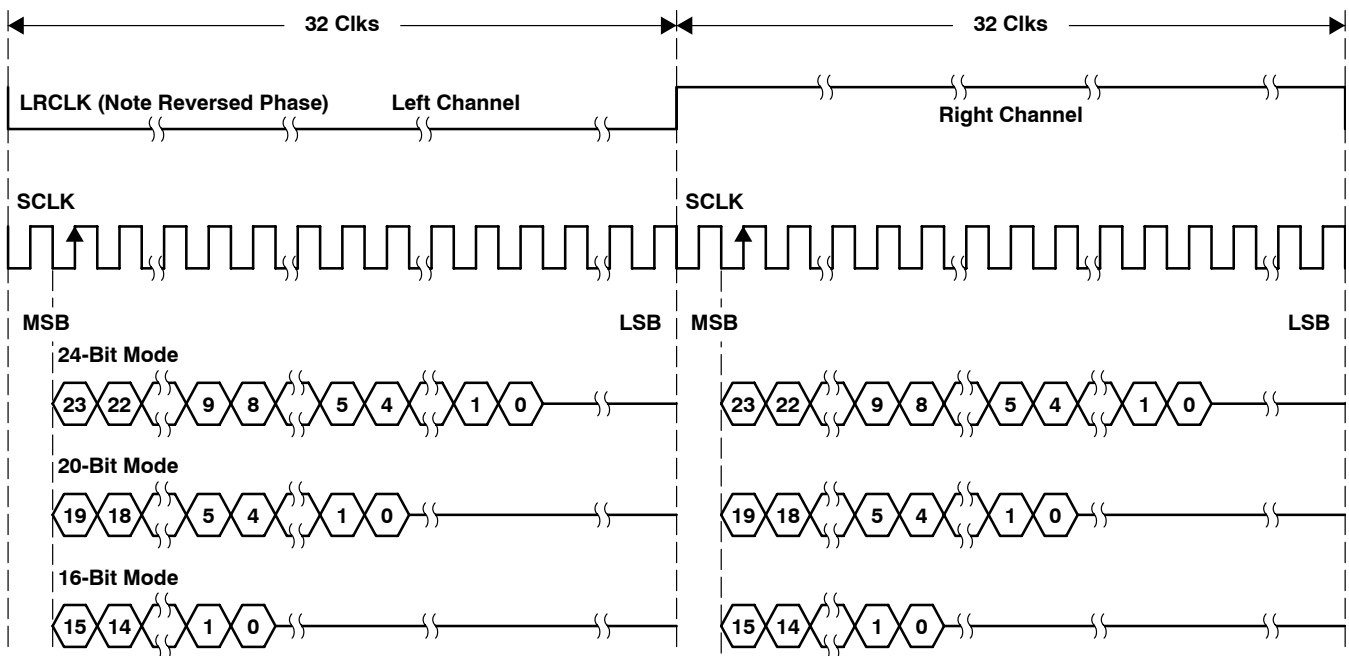 32 Clks 32 Clks
LRCLK (Note Reversed Phase) Left Channel
Right Channel
SCLK SCLK
MSB LSB MSB LSB
24-Bit Mode
23 22 9 8 5 4 1 0 23 22 9 8 5 4 1 0
20-Bit Mode
19 18 5 4 1 0 19 18 5 4 1 0
16-Bit Mode
15 14 1 0 15 14 1 0